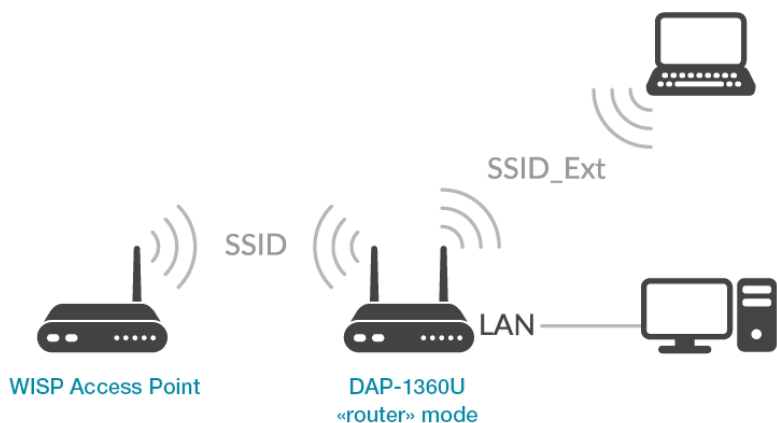 SSID_Ext
SSID
LAN
WISP Access Point
DAP-1360U
«router» mode